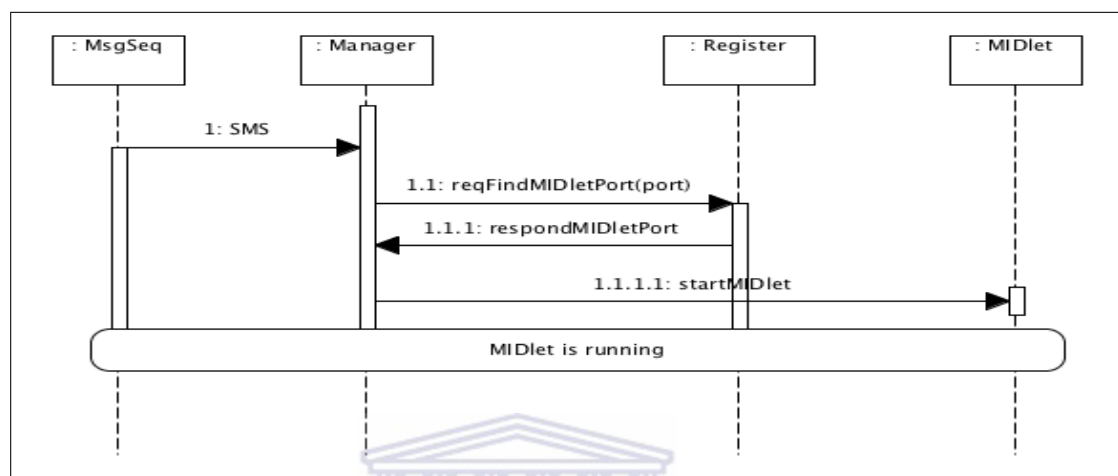 : MsgSeq
: Manager
: Register
: MIDlet
1: SMS
1.1: reqFindMIDletPort(port)
1.1.1: respondMIDletPort
1.1.1.1: startMIDlet
MIDlet is running